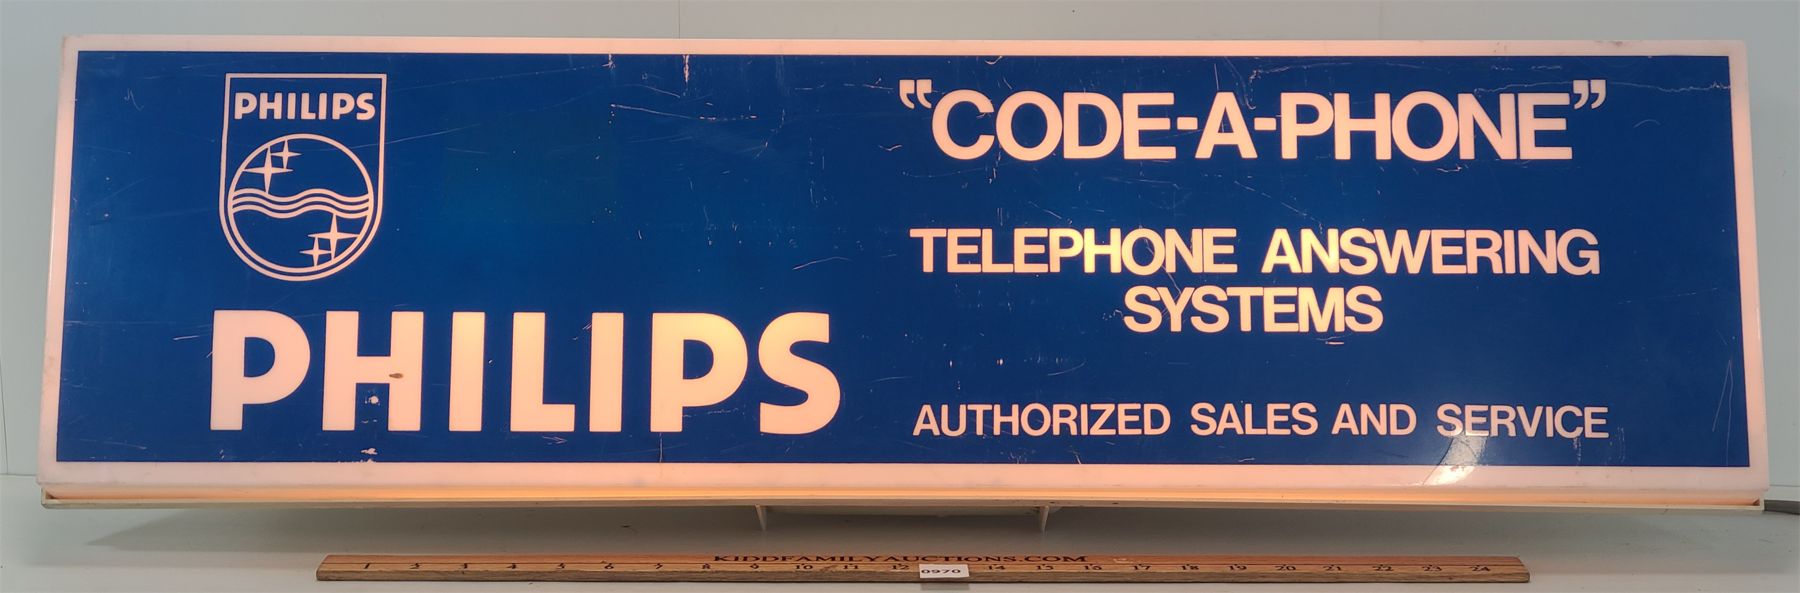 PHILIPS
PHILIPS
"CODE-A-PHONE"
TELEPHONE ANSWERING
SYSTEMS
AUTHORIZED SALES AND SERVICE
KIDDFAMILYAUCTIONS.COM
1 2 3 4 5 6 7 8 9 10 11 12 0970 14 15 16 17 18 19 20 21 22 23 24